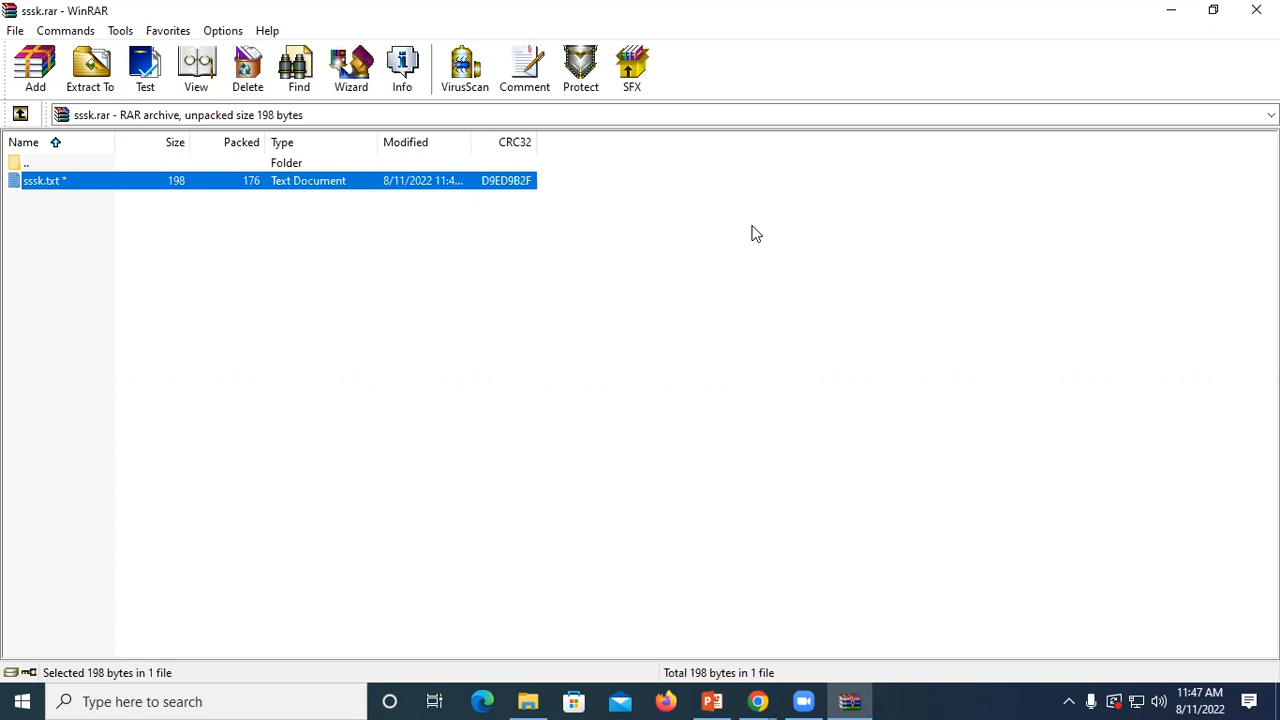 sssk.rar - WinRAR
File Commands Tools Favorites Options Help
Add Extract To Test View Delete Find Wizard Info VirusScan Comment Protect SFX
sssk.rar - RAR archive, unpacked size 198 bytes
Name Size Packed Type Modified CRC32
.. Folder
sssk.txt * 198 176 Text Document 8/11/2022 11:4... D9ED9B2F
Selected 198 bytes in 1 file Total 198 bytes in 1 file
Type here to search
11:47 AM
8/11/2022